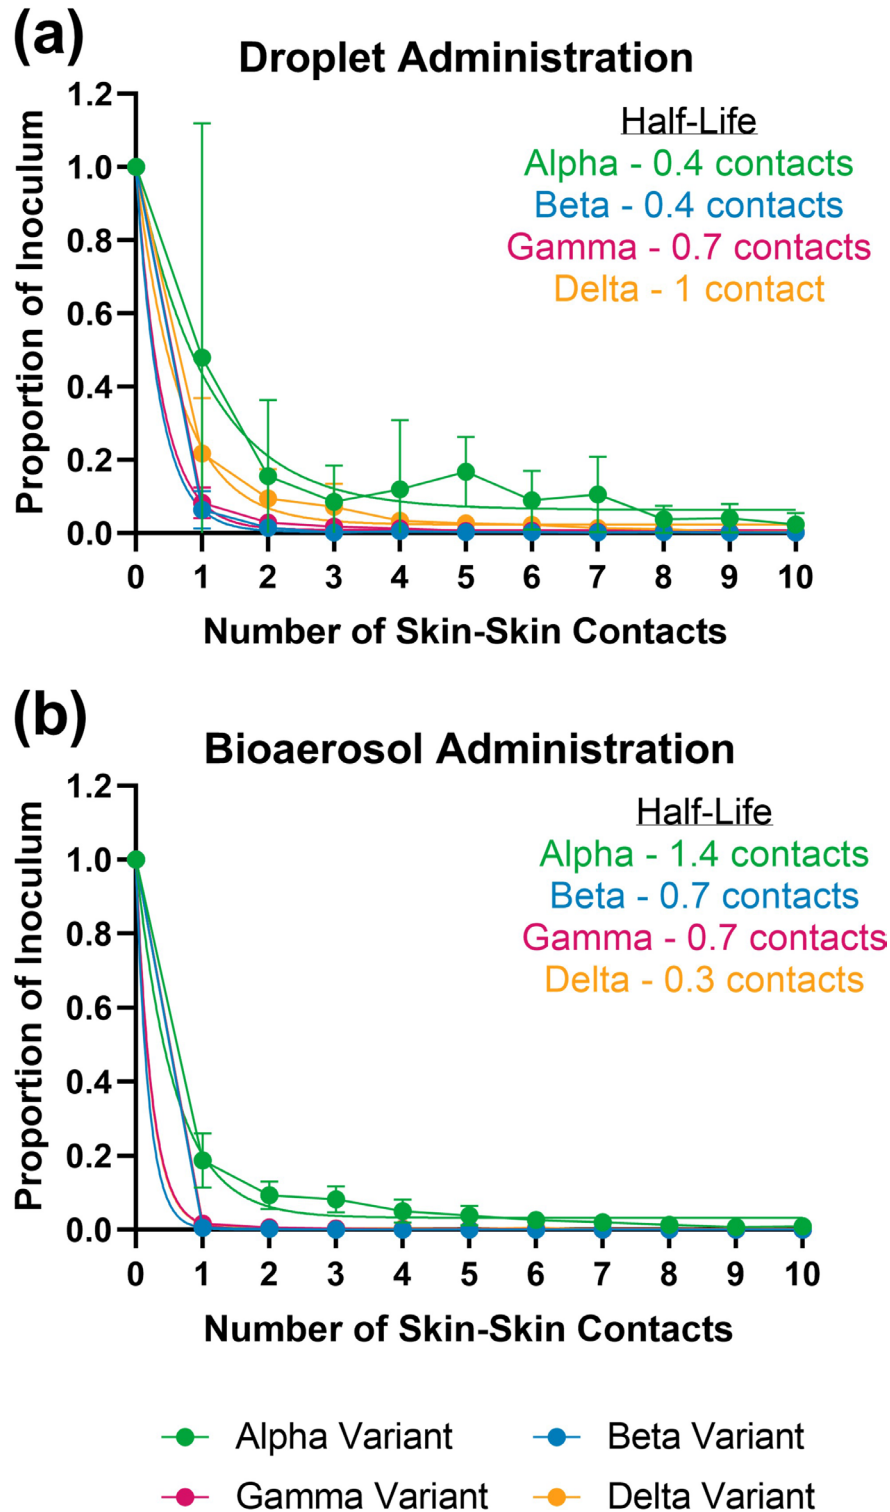 (a)
Droplet Administration
Half-Life
Alpha - 0.4 contacts
Beta - 0.4 contacts
Gamma - 0.7 contacts
Delta - 1 contact
Proportion of Inoculum
1.2
1.0
0.8
0.6
0.4
0.2
0.0
0 1 2 3 4 5 6 7 8 9 10
Number of Skin-Skin Contacts
(b)
Bioaerosol Administration
Half-Life
Alpha - 1.4 contacts
Beta - 0.7 contacts
Gamma - 0.7 contacts
Delta - 0.3 contacts
Proportion of Inoculum
1.2
1.0
0.8
0.6
0.4
0.2
0.0
0 1 2 3 4 5 6 7 8 9 10
Number of Skin-Skin Contacts
Alpha Variant Beta Variant
Gamma Variant Delta Variant